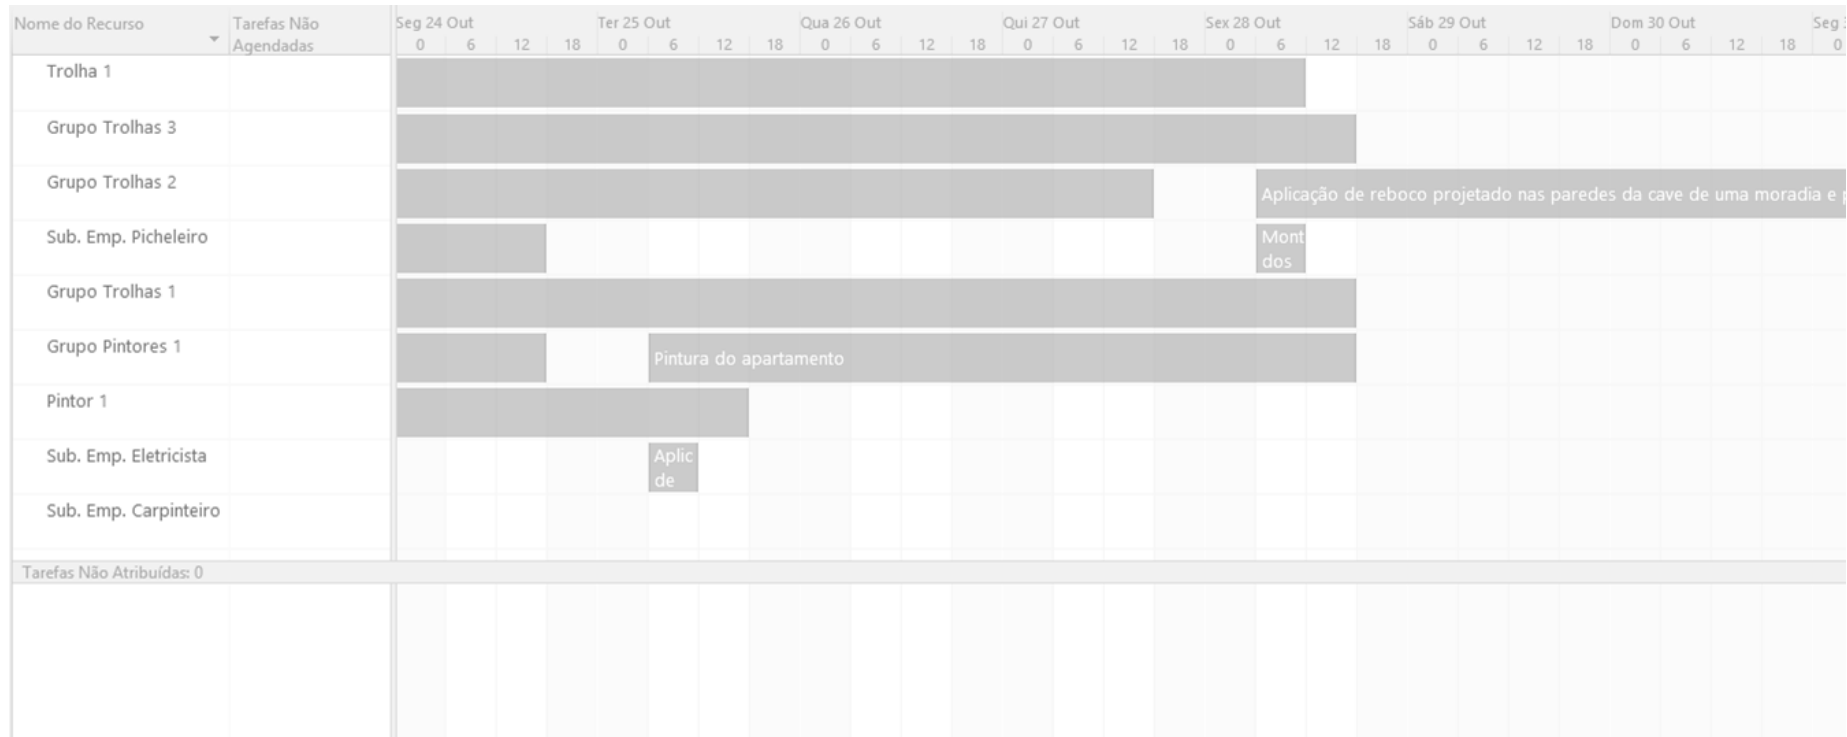 Nome do Recurso
Tarefas Não
Agendadas
Seg 24 Out
Ter 25 Out
Qua 26 Out
Qui 27 Out
Sex 28 Out
Sáb 29 Out
Dom 30 Out
Seg
0 6 12 18 0 6 12 18 0 6 12 18 0 6 12 18 0 6 12 18 0 6 12 18 0 6 12 18 0
Trolha 1
Grupo Trolhas 3
Grupo Trolhas 2
Aplicação de reboco projetado nas paredes da cave de uma moradia e
Sub. Emp. Picheleiro
Mont
dos
Grupo Trolhas 1
Grupo Pintores 1
Pintura do apartamento
Pintor 1
Sub. Emp. Eletricista
Aplic
de
Sub. Emp. Carpinteiro
Tarefas Não Atribuídas: 0